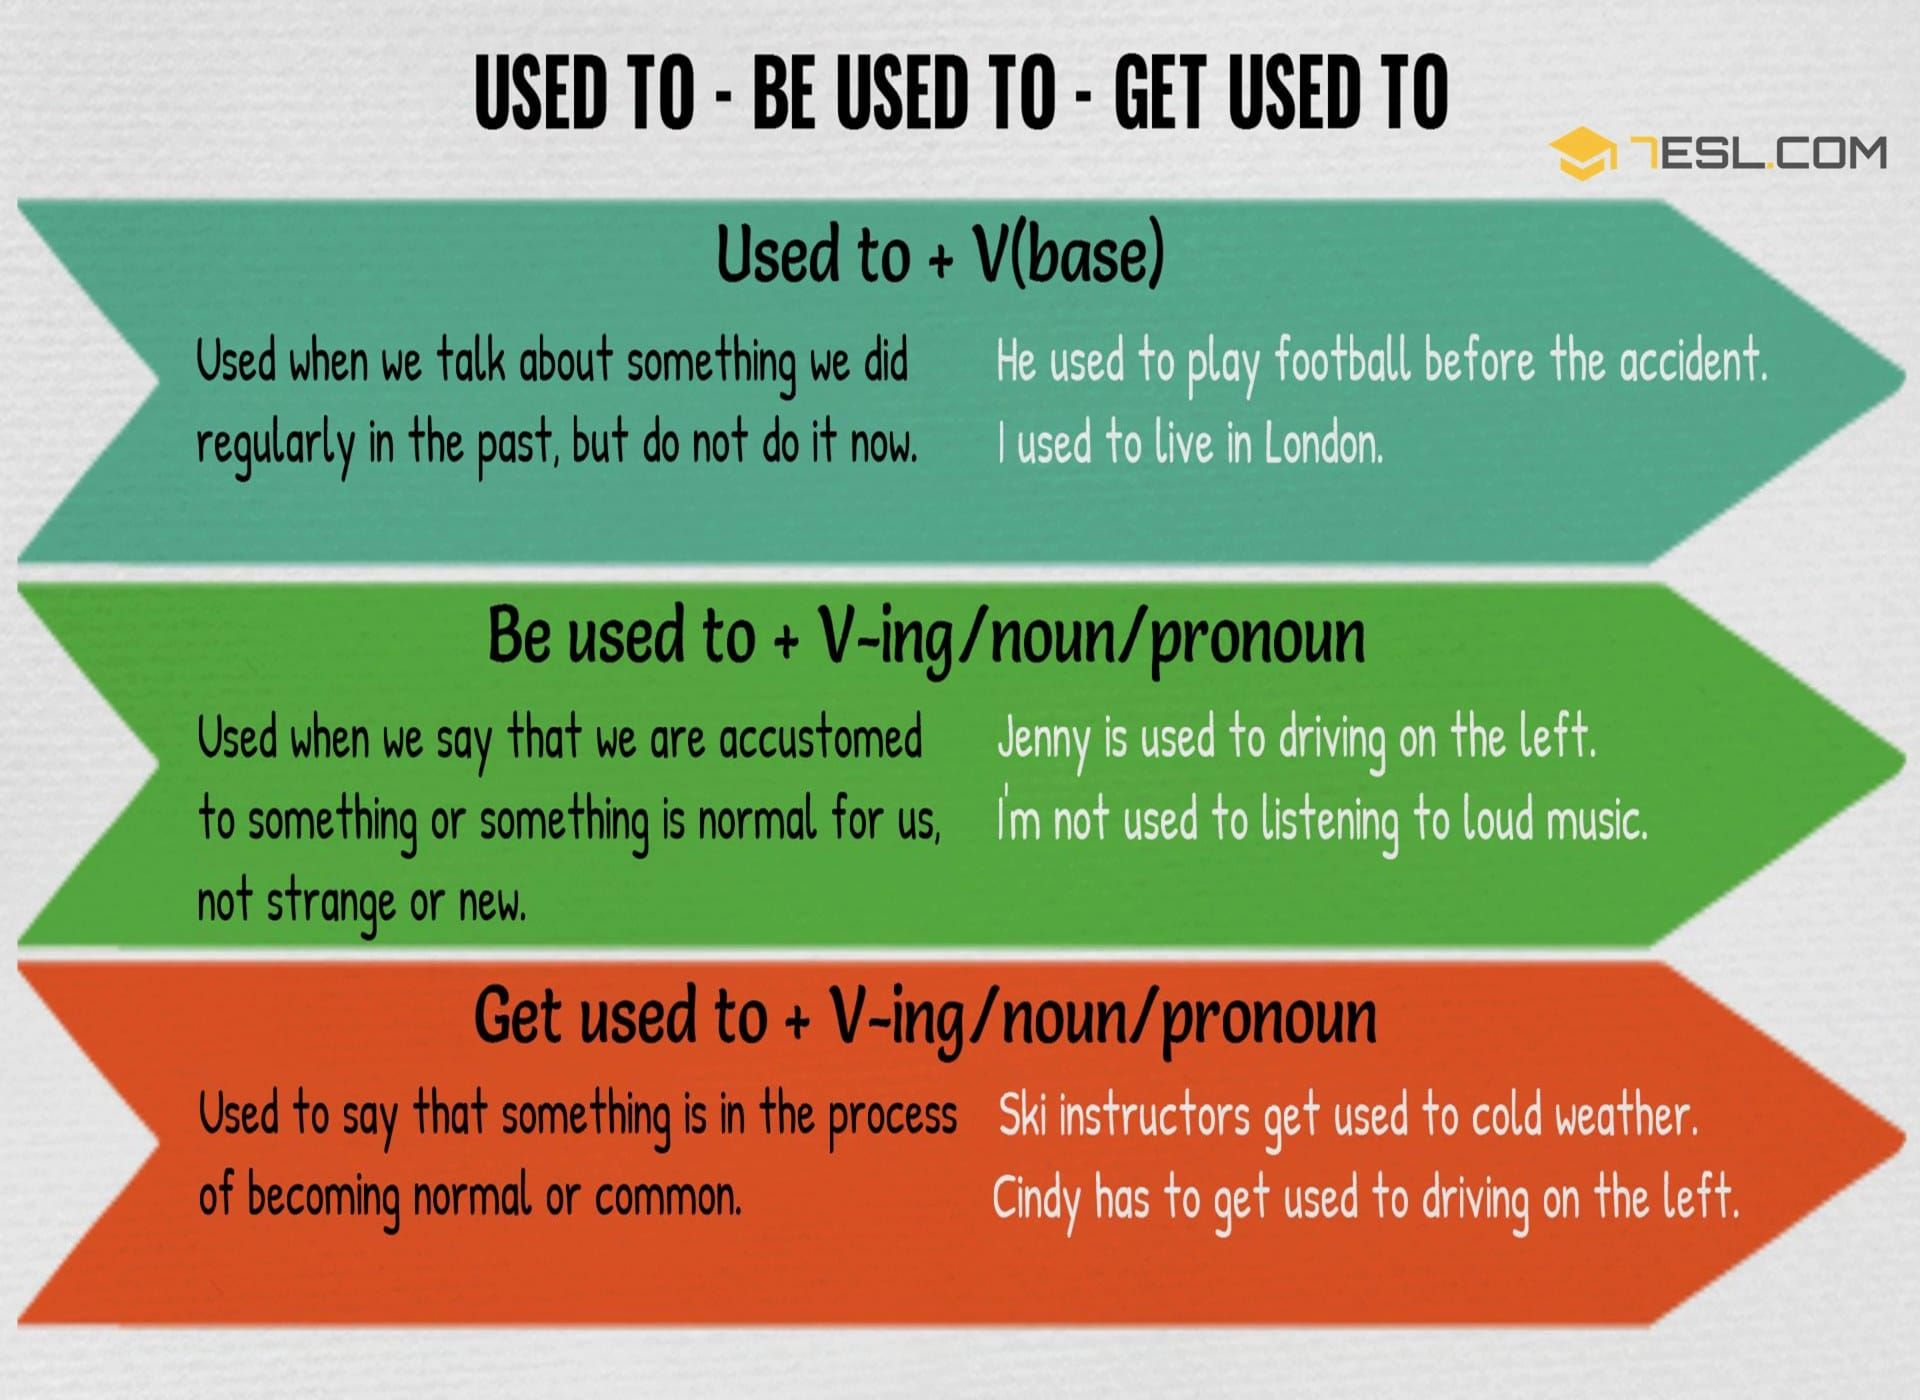 USED TO - BE USED TO - GET USED TO
7ESL.COM
Used to + V(base)
Used when we talk about something we did
regularly in the past, but do not do it now.
He used to play football before the accident.
I used to live in London.
Be used to + V-ing/noun/pronoun
Used when we say that we are accustomed
to something or something is normal for us,
not strange or new.
Jenny is used to driving on the left.
I'm not used to listening to loud music.
Get used to + V-ing/noun/pronoun
Used to say that something is in the process
of becoming normal or common.
Ski instructors get used to cold weather.
Cindy has to get used to driving on the left.